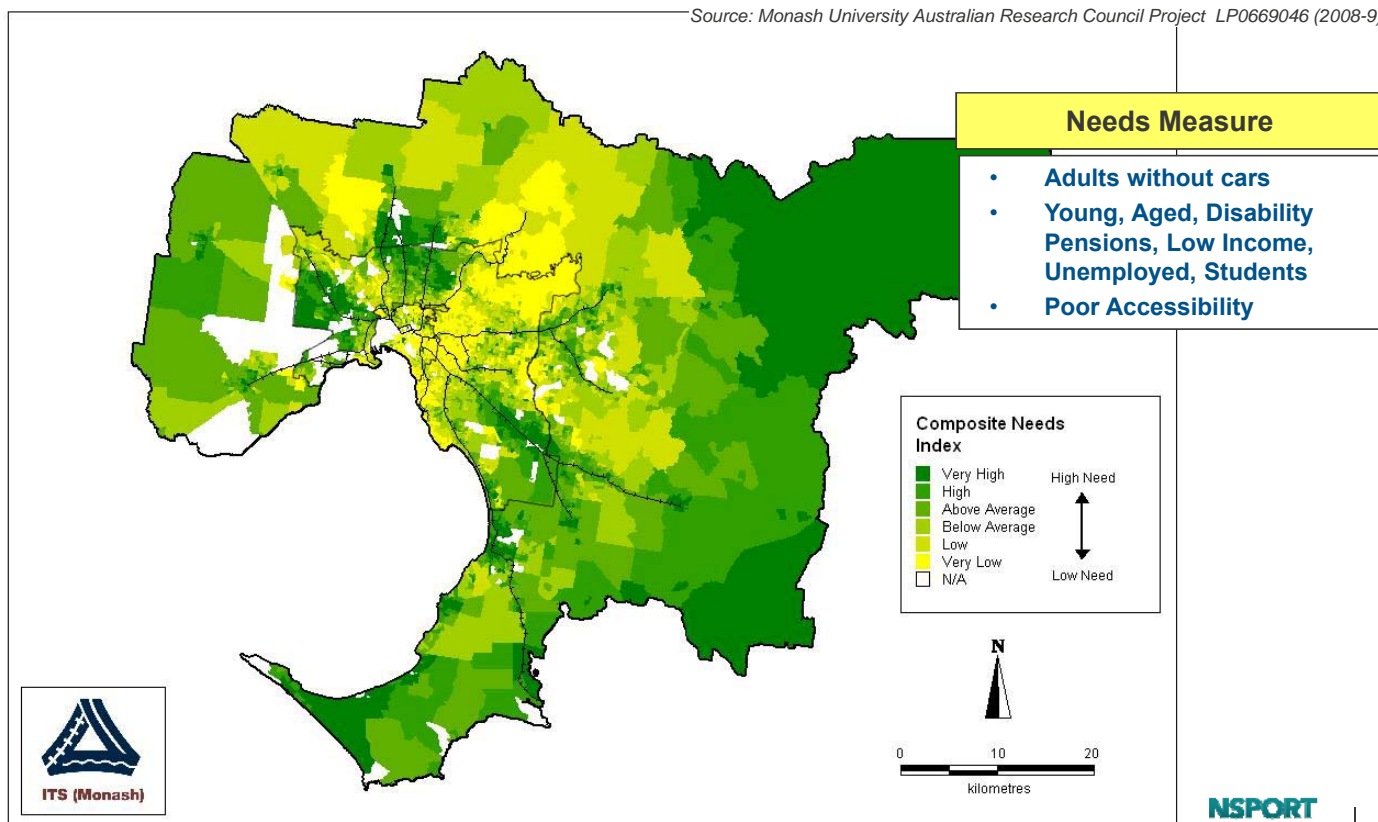 Source: Monash University Australian Research Council Project LP0669046 (2008-9)
Needs Measure
• Adults without cars
• Young, Aged, Disability
Pensions, Low Income,
Unemployed, Students
• Poor Accessibility
Composite Needs
Index
Very High
High
Above Average
Below Average
Low
Very Low
N/A
High Need
Low Need
N
0 10 20
kilometres
ITS (Monash)
NSPORT